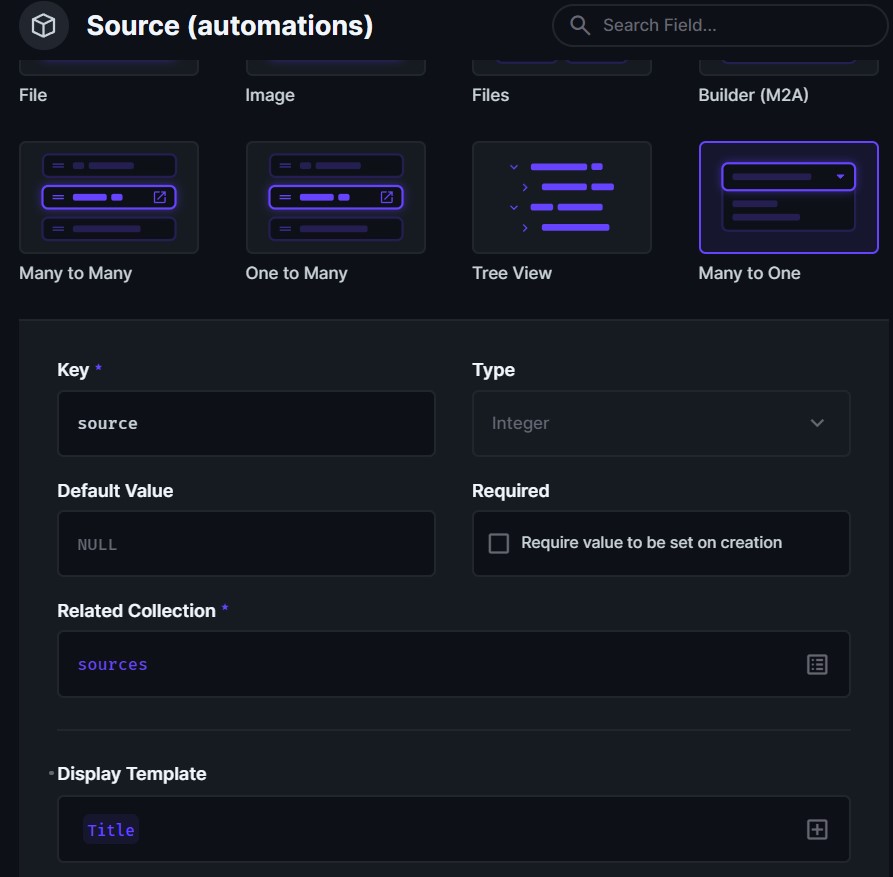 Source (automations)
Search Field...
File
Image
Files
Builder (M2A)
Many to Many
One to Many
Tree View
Many to One
Key *
Type
source
Integer
Default Value
Required
NULL
Require value to be set on creation
Related Collection *
sources
Display Template
Title